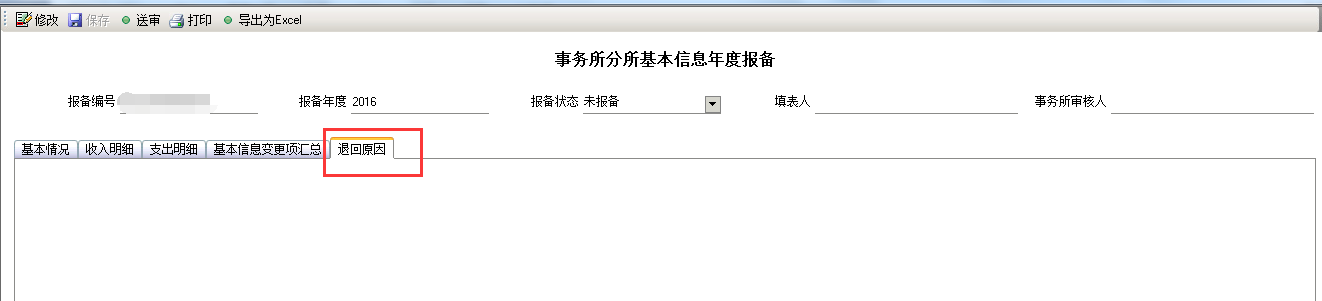 修改 保存 送审 打印 导出为Excel
事务所分所基本信息年度报备
报备编号 报备年度 2016 报备状态 未报备 填表人 事务所审核人
基本情况 收入明细 支出明细 基本信息变更项汇总 退回原因